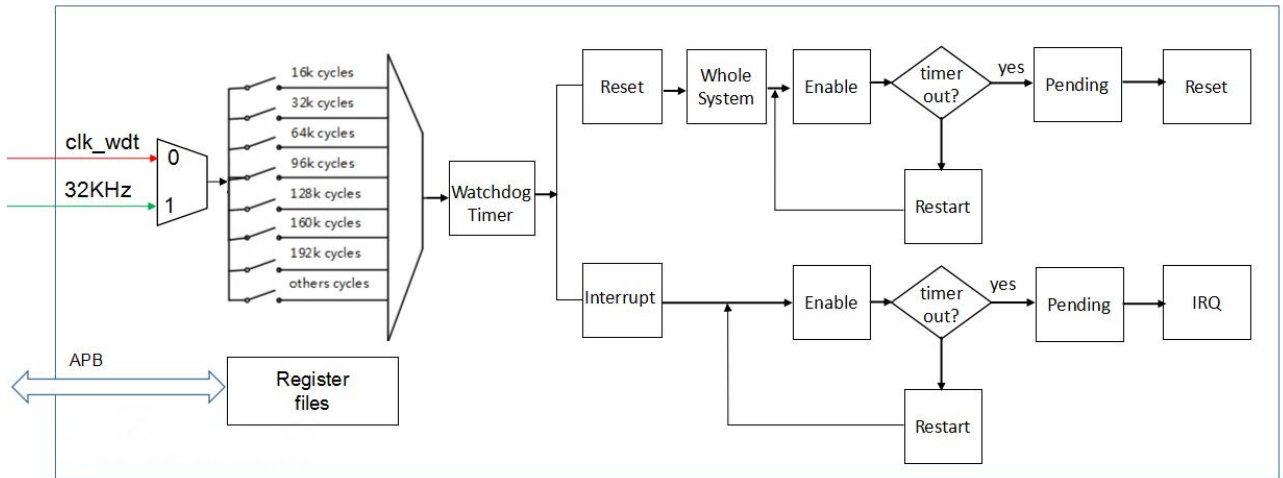 clk_wdt
32KHz
0
1
16k cycles
32k cycles
64k cycles
96k cycles
128k cycles
160k cycles
192k cycles
others cycles
Watchdog
Timer
Reset
Whole
System
Enable
timer
out?
yes
Pending
Reset
Restart
Interrupt
Enable
timer
out?
yes
Pending
IRQ
Restart
APB
Register
files